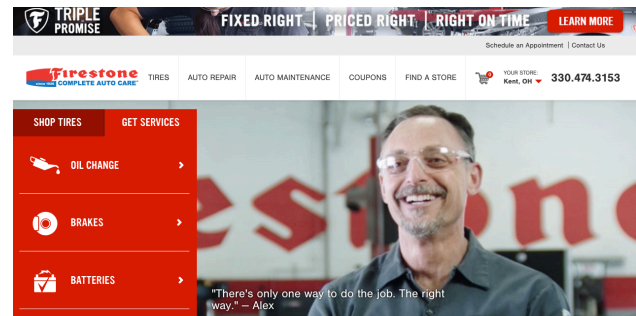 TRIPLE
PROMISE
FIXED RIGHT
PRICED RIGHT
RIGHT ON TIME
LEARN MORE
Schedule an Appointment | Contact Us
Firestone
COMPLETE AUTO CARE
TIRES
AUTO REPAIR
AUTO MAINTENANCE
COUPONS
FIND A STORE
0
YOUR STORE:
Kent, OH
330.474.3153
SHOP TIRES
GET SERVICES
OIL CHANGE
BRAKES
BATTERIES
"There's only one way to do the job. The right
way." — Alex